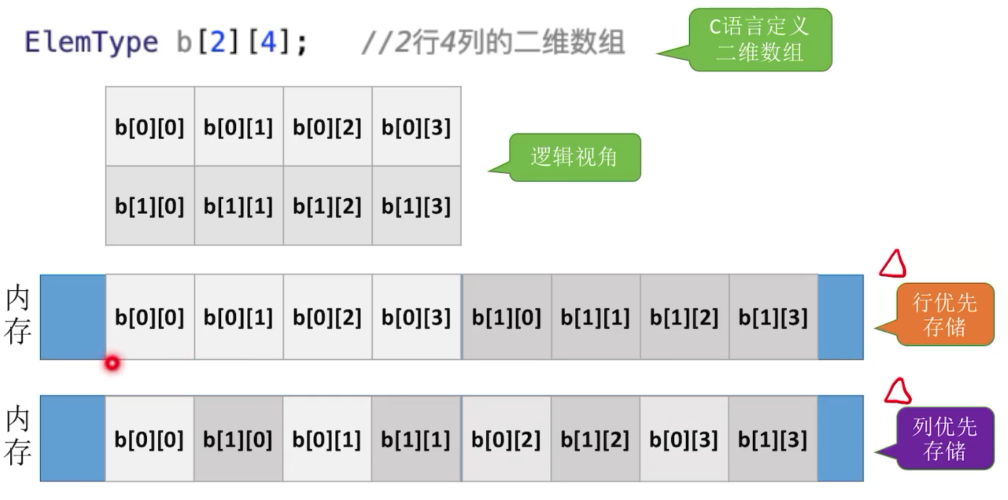 ElemType b[2][4]; //2行4列的二维数组
C语言定义
二维数组
b[0][0] b[0][1] b[0][2] b[0][3]
逻辑视角
b[1][0] b[1][1] b[1][2] b[1][3]
内存
b[0][0] b[0][1] b[0][2] b[0][3] b[1][0] b[1][1] b[1][2] b[1][3]
行优先
存储
内存
b[0][0] b[1][0] b[0][1] b[1][1] b[0][2] b[1][2] b[0][3] b[1][3]
列优先
存储